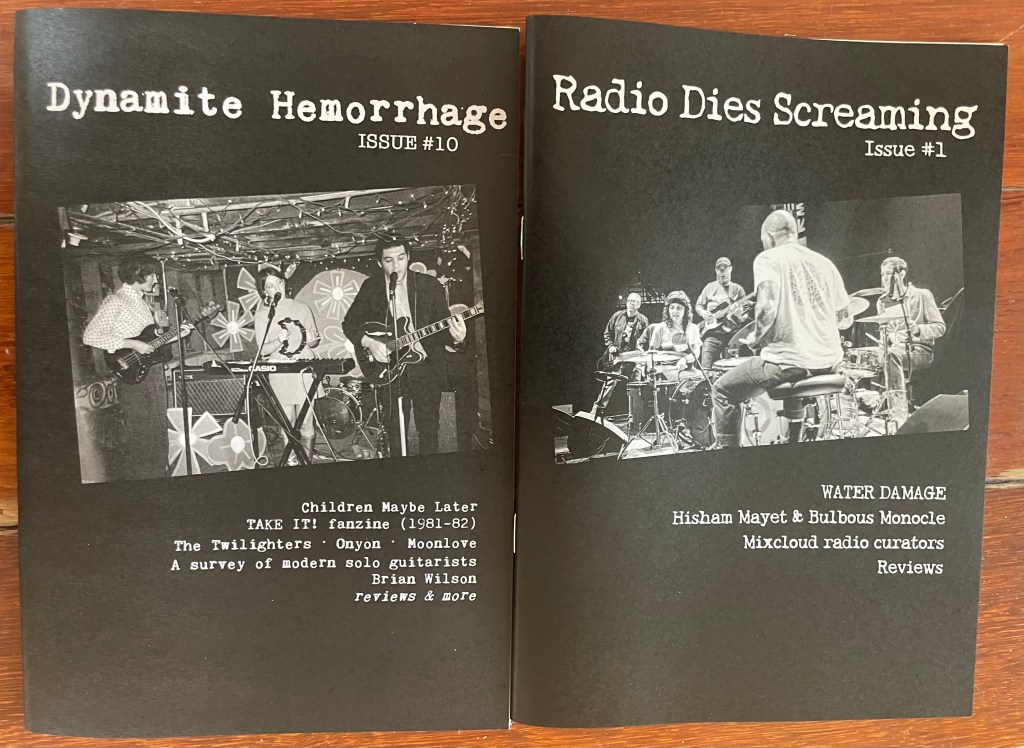 Dynamite Hemorrhage
ISSUE #10
CASIO
Children Maybe Later
TAKE IT! fanzine (1981-82)
The Twilighters · Onyon · Moonlove
A survey of modern solo guitarists
Brian Wilson
reviews & more
Radio Dies Screaming
Issue #1
WATER DAMAGE
Hisham Mayet & Bulbous Monocle
Mixcloud radio curators
Reviews